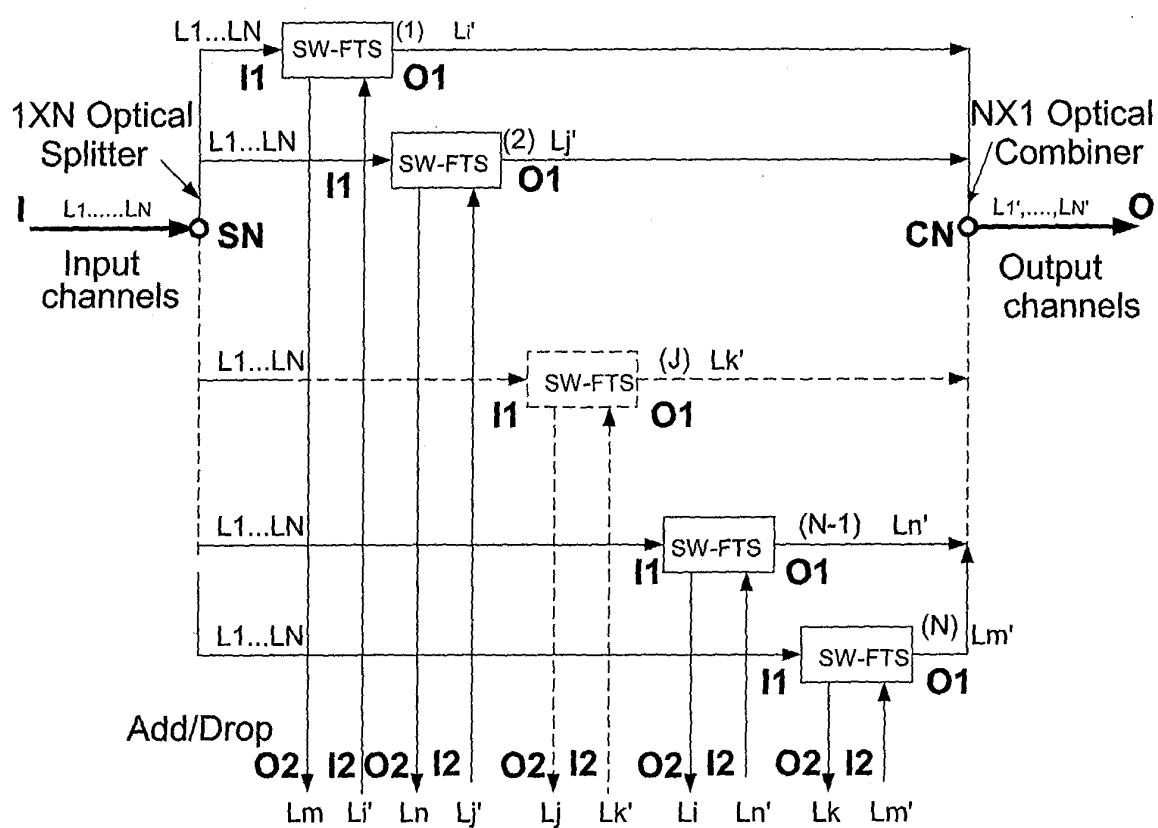 L1...LN
SW-FTS
(1)
Li'
I1
O1
1XN Optical
Splitter
L1...LN
SW-FTS
(2)
Lj'
I1
O1
NX1 Optical
Combiner
I
L1......LN
SN
Input
channels
CN
L1',....,LN'
O
Output
channels
L1...LN
SW-FTS
(J)
Lk'
I1
O1
L1...LN
SW-FTS
(N-1)
Ln'
I1
O1
L1...LN
SW-FTS
(N)
Lm'
I1
O1
Add/Drop
O2 I2 O2 I2 O2 I2 O2 I2 O2 I2
Lm Li' Ln Lj' Lj Lk' Li Ln' Lk Lm'